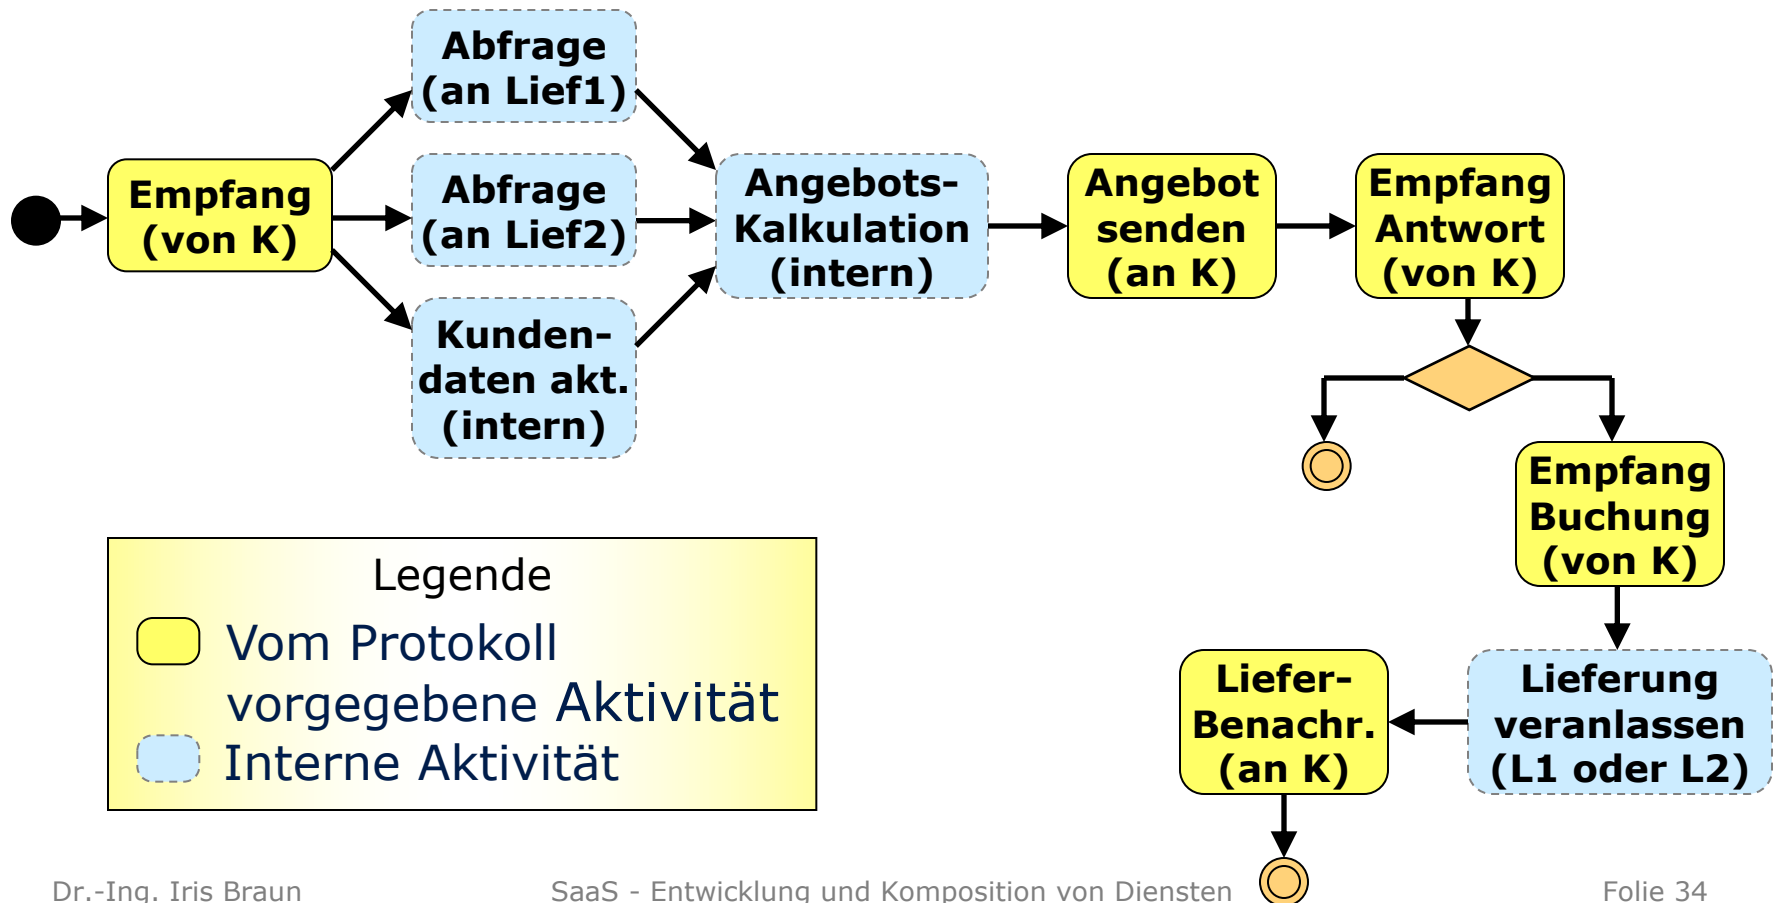 Abfrage
(an Lief1)
Empfang
(von K)
Abfrage
(an Lief2)
Kunden-
daten akt.
(intern)
Angebots-
Kalkulation
(intern)
Angebot
senden
(an K)
Empfang
Antwort
(von K)
Empfang
Buchung
(von K)
Lieferung
veranlassen
(L1 oder L2)
Liefer-
Benachr.
(an K)
Legende
Vom Protokoll
vorgegebene Aktivität
Interne Aktivität
Dr.-Ing. Iris Braun
SaaS - Entwicklung und Komposition von Diensten
Folie 34